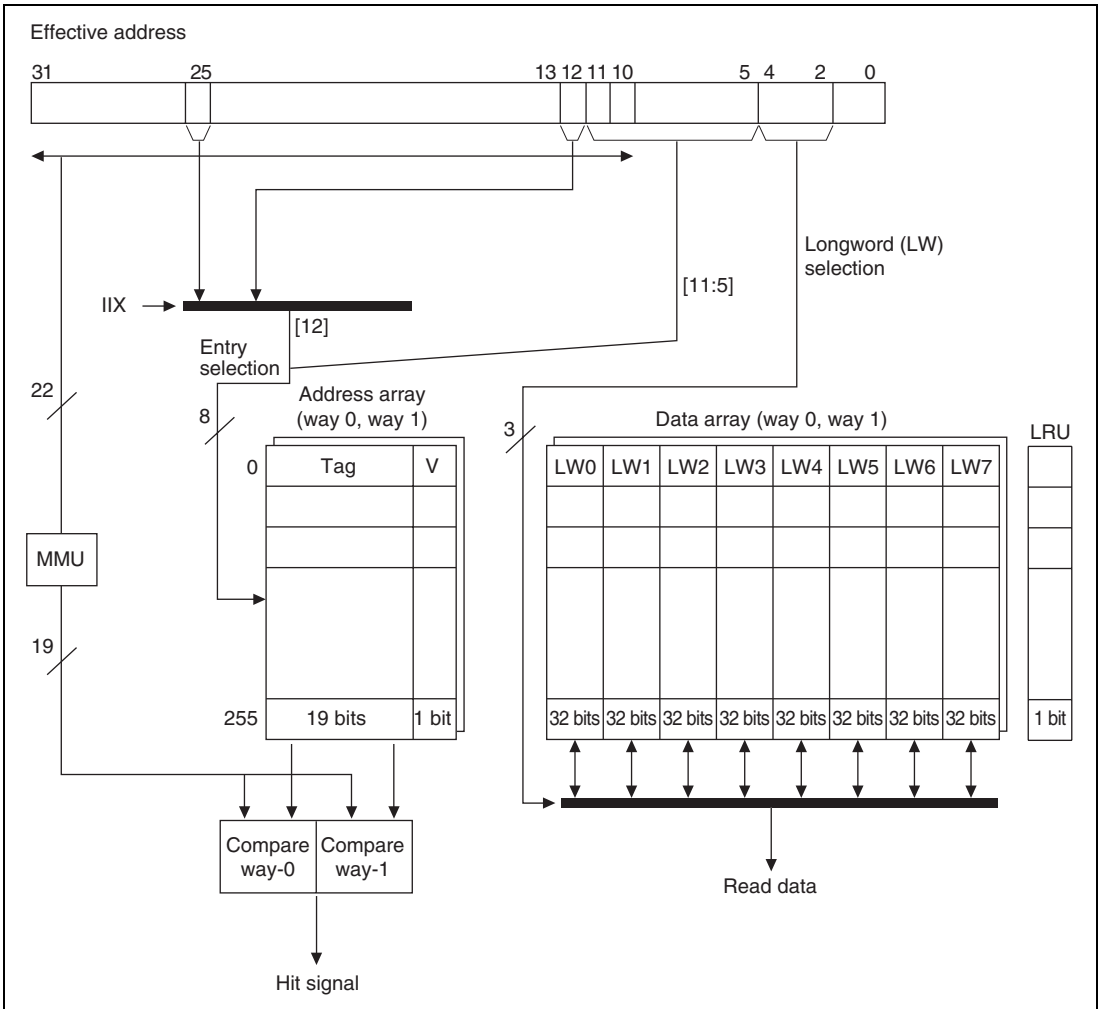 Effective address
31 25 13 12 11 10 5 4 2 0
Longword (LW)
selection
[11:5]
IIX
[12]
Entry
selection
22
8
Address array
(way 0, way 1)
3
Data array (way 0, way 1)
LRU
0 Tag V
LW0 LW1 LW2 LW3 LW4 LW5 LW6 LW7
MMU
19
255 19 bits 1 bit
32 bits 32 bits 32 bits 32 bits 32 bits 32 bits 32 bits 32 bits
1 bit
Compare
way-0
Compare
way-1
Read data
Hit signal